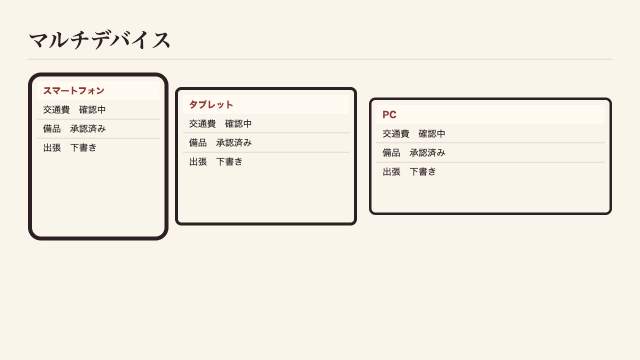 マルチデバイス
スマートフォン
交通費　確認中
備品　承認済み
出張　下書き
タブレット
交通費　確認中
備品　承認済み
出張　下書き
PC
交通費　確認中
備品　承認済み
出張　下書き